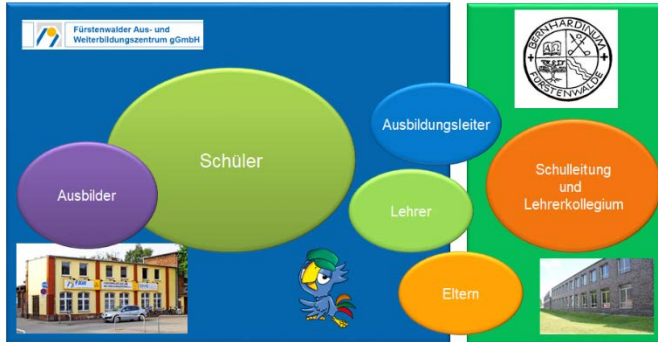 Fürstenwalder Aus- und
Weiterbildungszentrum gGmbH
BERNHARDINUM
FÜRSTENWALDE
Ausbildungsleiter
Schüler
Schulleitung
und
Lehrerkollegium
Ausbilder
Lehrer
Eltern